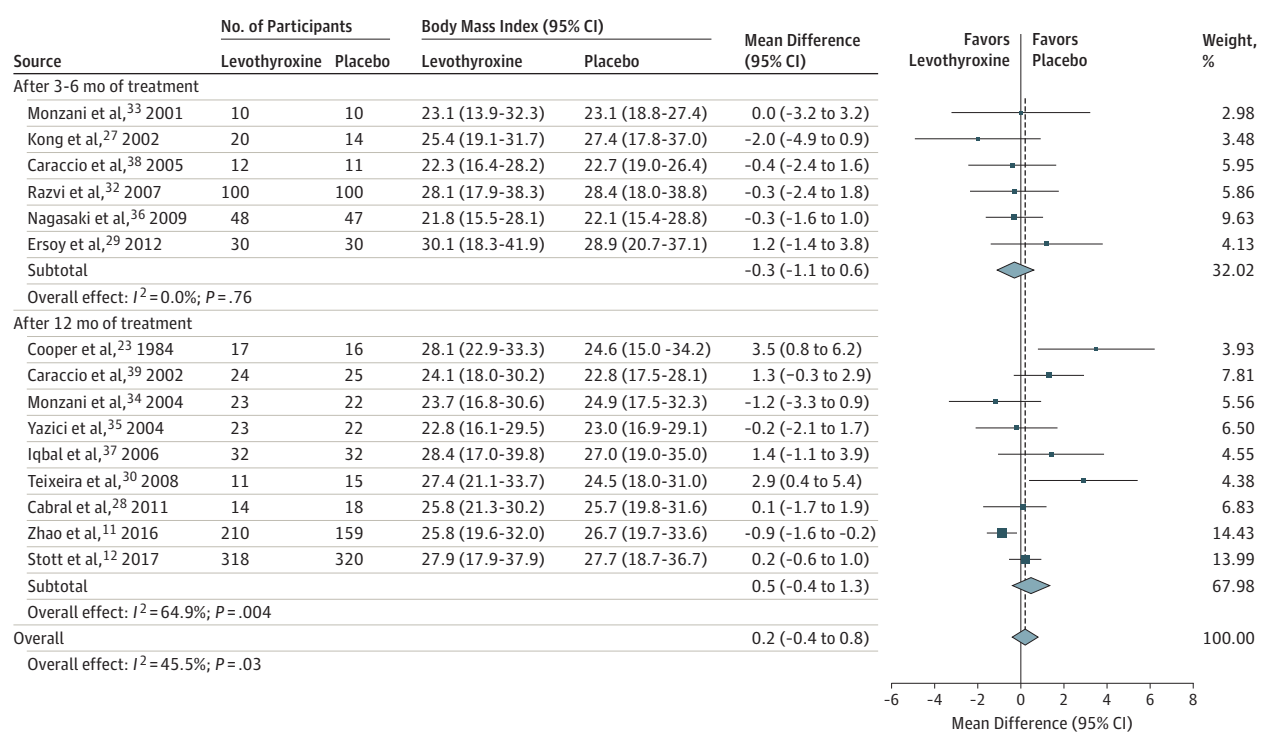 No. of Participants Body Mass Index (95% CI) Mean Difference (95% CI) Favors Levothyroxine Favors Placebo Weight, %
Source Levothyroxine Placebo Levothyroxine Placebo
After 3-6 mo of treatment
Monzani et al,33 2001 10 10 23.1 (13.9-32.3) 23.1 (18.8-27.4) 0.0 (-3.2 to 3.2) 2.98
Kong et al,27 2002 20 14 25.4 (19.1-31.7) 27.4 (17.8-37.0) -2.0 (-4.9 to 0.9) 3.48
Caraccio et al,38 2005 12 11 22.3 (16.4-28.2) 22.7 (19.0-26.4) -0.4 (-2.4 to 1.6) 5.95
Razvi et al,32 2007 100 100 28.1 (17.9-38.3) 28.4 (18.0-38.8) -0.3 (-2.4 to 1.8) 5.86
Nagasaki et al,36 2009 48 47 21.8 (15.5-28.1) 22.1 (15.4-28.8) -0.3 (-1.6 to 1.0) 9.63
Ersoy et al,29 2012 30 30 30.1 (18.3-41.9) 28.9 (20.7-37.1) 1.2 (-1.4 to 3.8) 4.13
Subtotal -0.3 (-1.1 to 0.6) 32.02
Overall effect: I2=0.0%; P=.76
After 12 mo of treatment
Cooper et al,23 1984 17 16 28.1 (22.9-33.3) 24.6 (15.0 -34.2) 3.5 (0.8 to 6.2) 3.93
Caraccio et al,39 2002 24 25 24.1 (18.0-30.2) 22.8 (17.5-28.1) 1.3 (−0.3 to 2.9) 7.81
Monzani et al,34 2004 23 22 23.7 (16.8-30.6) 24.9 (17.5-32.3) -1.2 (-3.3 to 0.9) 5.56
Yazici et al,35 2004 23 22 22.8 (16.1-29.5) 23.0 (16.9-29.1) -0.2 (-2.1 to 1.7) 6.50
Iqbal et al,37 2006 32 32 28.4 (17.0-39.8) 27.0 (19.0-35.0) 1.4 (-1.1 to 3.9) 4.55
Teixeira et al,30 2008 11 15 27.4 (21.1-33.7) 24.5 (18.0-31.0) 2.9 (0.4 to 5.4) 4.38
Cabral et al,28 2011 14 18 25.8 (21.3-30.2) 25.7 (19.8-31.6) 0.1 (-1.7 to 1.9) 6.83
Zhao et al,11 2016 210 159 25.8 (19.6-32.0) 26.7 (19.7-33.6) -0.9 (-1.6 to -0.2) 14.43
Stott et al,12 2017 318 320 27.9 (17.9-37.9) 27.7 (18.7-36.7) 0.2 (-0.6 to 1.0) 13.99
Subtotal 0.5 (-0.4 to 1.3) 67.98
Overall effect: I2=64.9%; P=.004
Overall 0.2 (-0.4 to 0.8) 100.00
Overall effect: I2=45.5%; P=.03
-6 -4 -2 0 2 4 6 8
Mean Difference (95% CI)